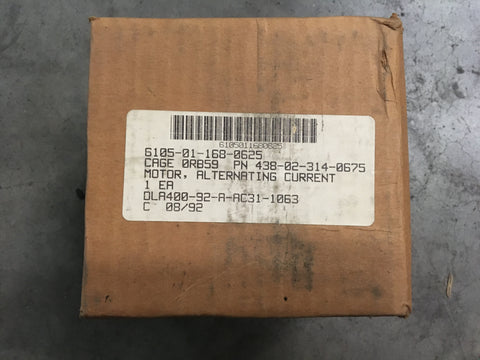 6105011680625
6105-01-168-0625
CAGE 0RB59 PN 438-02-314-0675
MOTOR, ALTERNATING CURRENT
1 EA
DLA400-92-A-AC31-1063
C 08/92